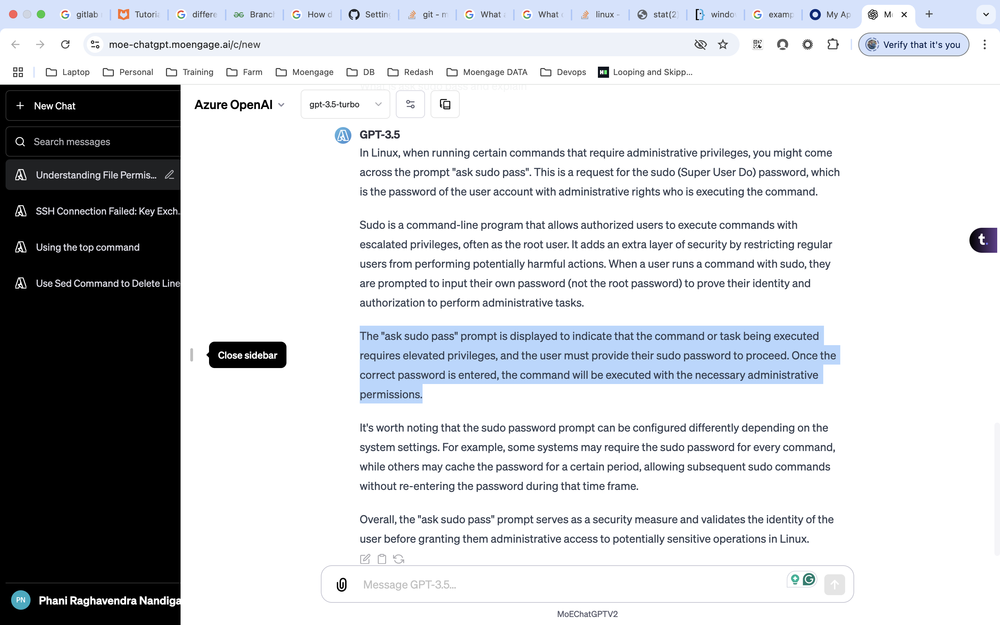 gitlab
Tutoria
differe
Branch
How d
Setting
git - m
What a
What
linux -
stat(2)
windo
examp
My Ap
M
moe-chatgpt.moengage.ai/c/new
Verify that it's you
Laptop
Personal
Training
Farm
Moengage
DB
Redash
Moengage DATA
Devops
Looping and Skipp...
New Chat
Search messages
Understanding File Permis...
SSH Connection Failed: Key Exch..
Using the top command
Use Sed Command to Delete Line
PN
Phani Raghavendra Nandiga
What is ask sudo pass and explain
Azure OpenAI
gpt-3.5-turbo
GPT-3.5
In Linux, when running certain commands that require administrative privileges, you might come
across the prompt "ask sudo pass". This is a request for the sudo (Super User Do) password, which
is the password of the user account with administrative rights who is executing the command.
Sudo is a command-line program that allows authorized users to execute commands with
escalated privileges, often as the root user. It adds an extra layer of security by restricting regular
users from performing potentially harmful actions. When a user runs a command with sudo, they
are prompted to input their own password (not the root password) to prove their identity and
authorization to perform administrative tasks.
The "ask sudo pass" prompt is displayed to indicate that the command or task being executed
requires elevated privileges, and the user must provide their sudo password to proceed. Once the
correct password is entered, the command will be executed with the necessary administrative
permissions.
It's worth noting that the sudo password prompt can be configured differently depending on the
system settings. For example, some systems may require the sudo password for every command,
while others may cache the password for a certain period, allowing subsequent sudo commands
without re-entering the password during that time frame.
Overall, the "ask sudo pass" prompt serves as a security measure and validates the identity of the
user before granting them administrative access to potentially sensitive operations in Linux.
Close sidebar
t.
Message GPT-3.5...
MoEChatGPTV2